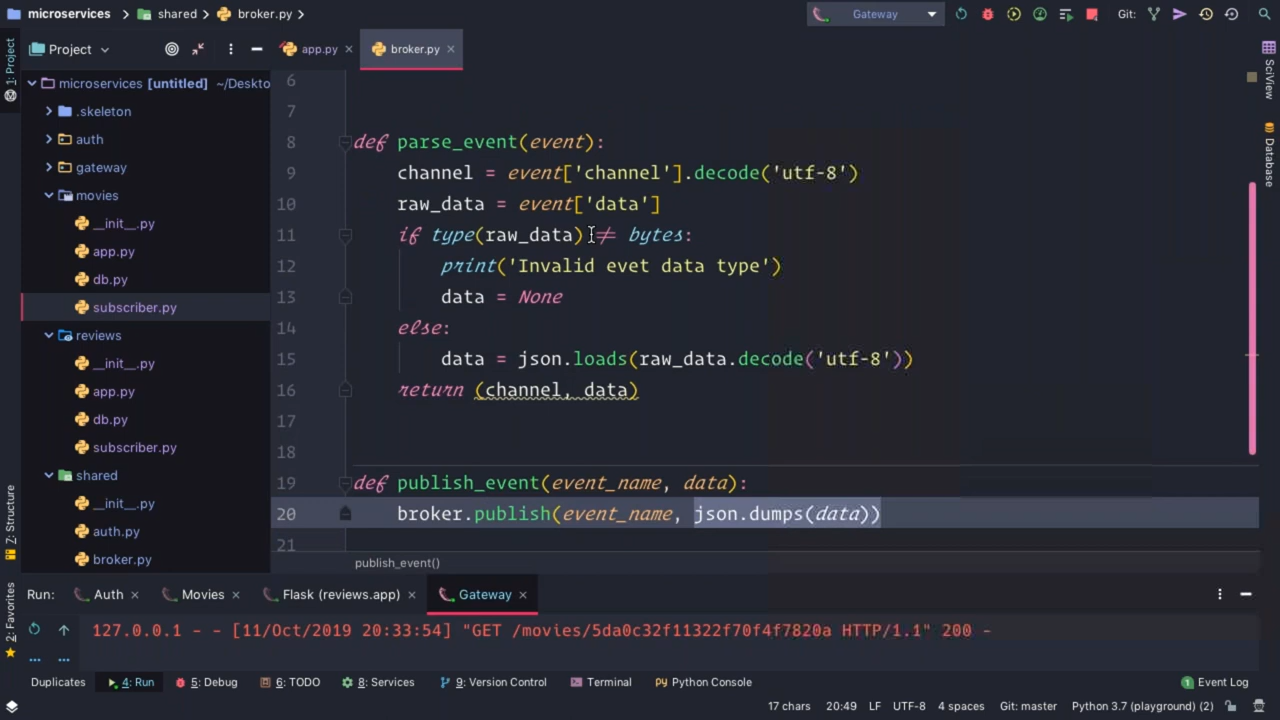 microservices shared broker.py Gateway Git:
1: Project
Project
app.py broker.py
SciView
Database
microservices [untitled] ~/Deskto
.skeleton
auth
gateway
movies
__init__.py
app.py
db.py
subscriber.py
reviews
__init__.py
app.py
db.py
subscriber.py
shared
__init__.py
auth.py
broker.py
6
7
8 def parse_event(event):
9 channel = event['channel'].decode('utf-8')
10 raw_data = event['data']
11 if type(raw_data) ≠ bytes:
12 print('Invalid evet data type')
13 data = None
14 else:
15 data = json.loads(raw_data.decode('utf-8'))
16 return (channel, data)
17
18
19 def publish_event(event_name, data):
20 broker.publish(event_name, json.dumps(data))
21
publish_event()
Z: Structure
2: Favorites
Run: Auth Movies Flask (reviews.app) Gateway
127.0.0.1 - - [11/Oct/2019 20:33:54] "GET /movies/5da0c32f11322f70f4f7820a HTTP/1.1" 200 -
Duplicates 4: Run 5: Debug 6: TODO 8: Services 9: Version Control Terminal Python Console 1 Event Log
17 chars 20:49 LF UTF-8 4 spaces Git: master Python 3.7 (playground) (2)